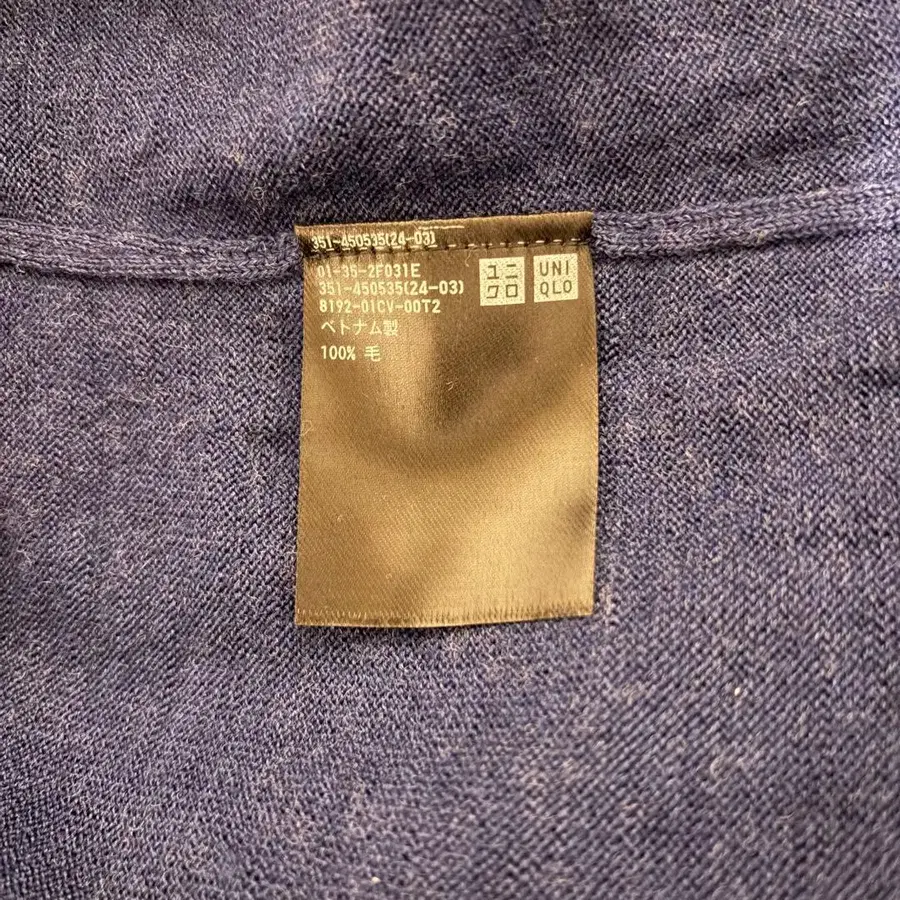 351-450535(24-03)
01-35-2F031E
351-450535(24-03)
8192-01CV-00T2
ベトナム製
100% 毛
ユニ
クロ
UNI
QLO